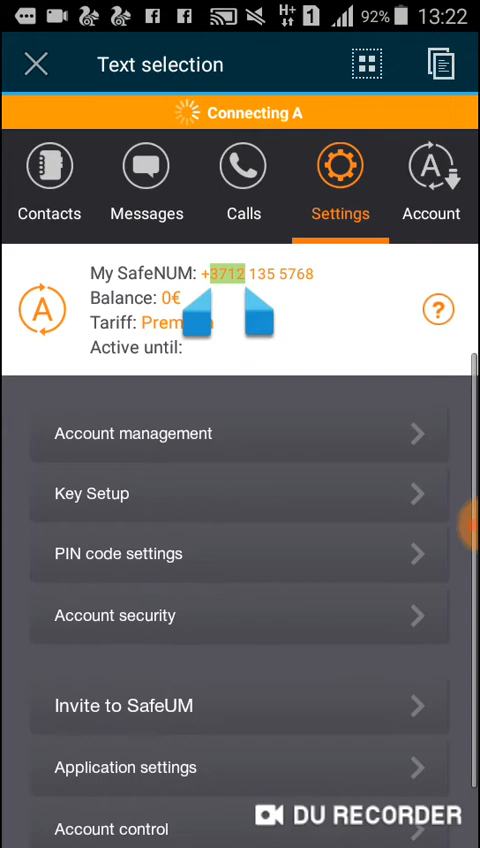 H+
1
92%
13:22
Text selection
Connecting A
A
Contacts
Messages
Calls
Settings
Account
My SafeNUM: +3712 135 5768
Balance: 0€
Tariff:
Active until:
A
?
Account management
Key Setup
PIN code settings
Account security
Invite to SafeUM
Application settings
Account control
DU RECORDER